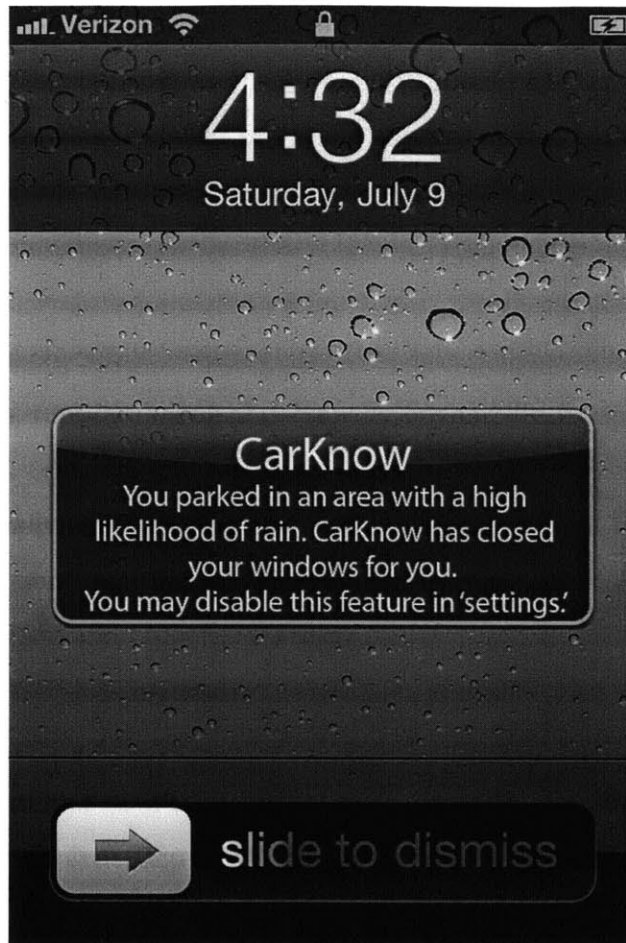 Verizon
4:32
Saturday, July 9
CarKnow
You parked in an area with a high
likelihood of rain. CarKnow has closed
your windows for you.
You may disable this feature in 'settings.'
slide to dismiss